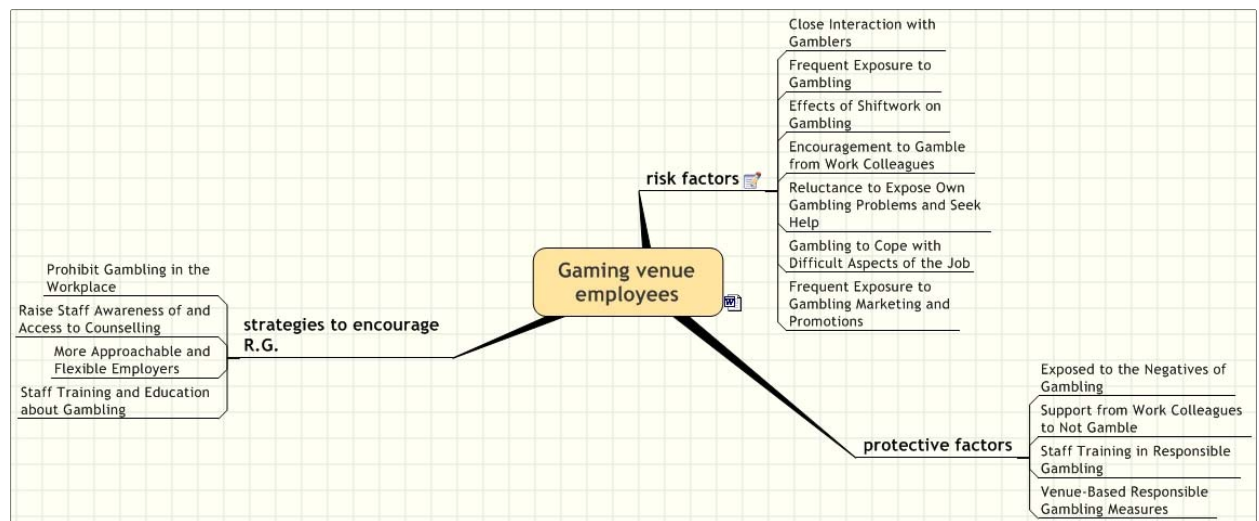 Gaming venue
employees
risk factors
Close Interaction with
Gamblers
Frequent Exposure to
Gambling
Effects of Shiftwork on
Gambling
Encouragement to Gamble
from Work Colleagues
Reluctance to Expose Own
Gambling Problems and Seek
Help
Gambling to Cope with
Difficult Aspects of the Job
Frequent Exposure to
Gambling Marketing and
Promotions
protective factors
Exposed to the Negatives of
Gambling
Support from Work Colleagues
to Not Gamble
Staff Training in Responsible
Gambling
Venue-Based Responsible
Gambling Measures
strategies to encourage
R.G.
Prohibit Gambling in the
Workplace
Raise Staff Awareness of and
Access to Counselling
More Approachable and
Flexible Employers
Staff Training and Education
about Gambling
W